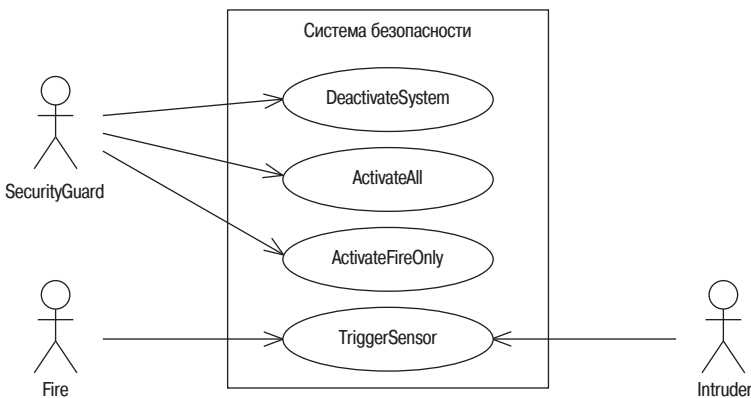 Система безопасности
DeactivateSystem
ActivateAll
SecurityGuard
ActivateFireOnly
TriggerSensor
Fire
Intruder